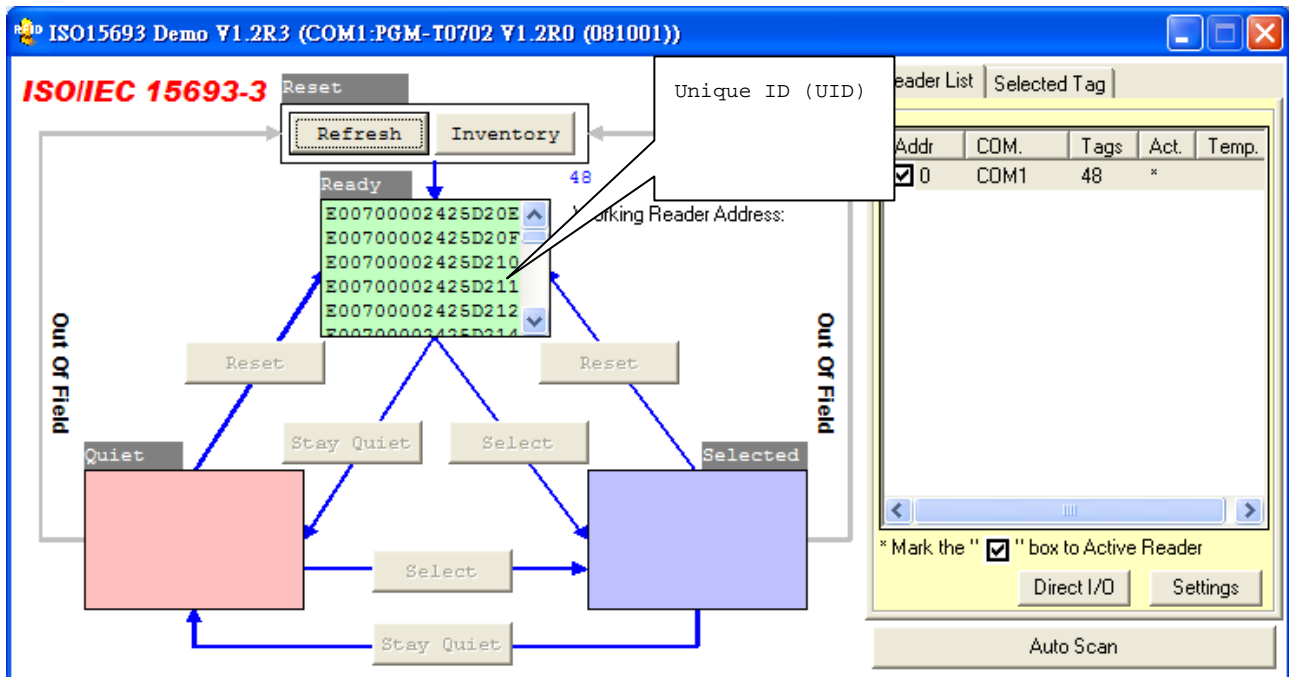 ISO15693 Demo V1.2R3 (COM1:PGM-T0702 V1.2R0 (081001))
ISO/IEC 15693-3
Reset
Refresh
Inventory
Unique ID (UID)
48
Ready
E00700002425D20E
E00700002425D20F
E00700002425D210
E00700002425D211
E00700002425D212
E00700002425D214
Working Reader Address:
Out Of Field
Out Of Field
Reset
Reset
Stay Quiet
Select
Quiet
Selected
Select
Stay Quiet
eader List
Selected Tag
Addr COM. Tags Act. Temp.
0 COM1 48 *
* Mark the " " box to Active Reader
Direct I/O
Settings
Auto Scan